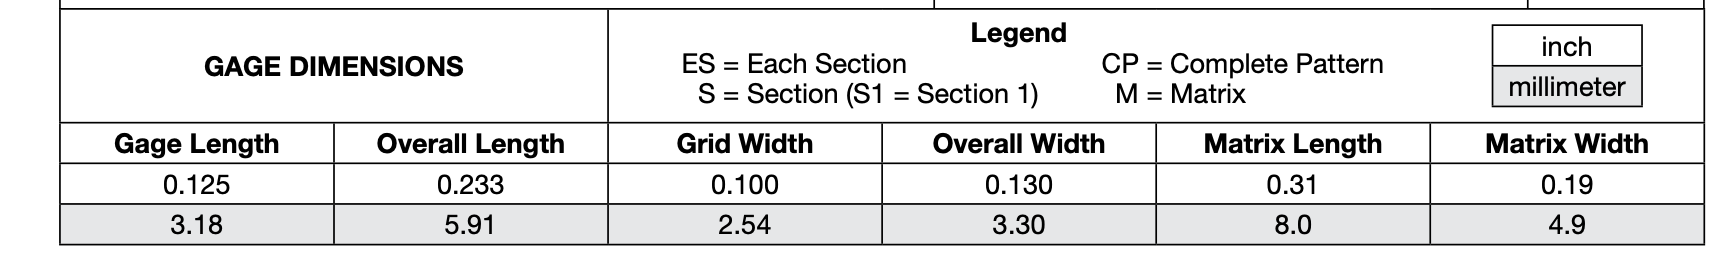 GAGE DIMENSIONS
Legend
ES = Each Section CP = Complete Pattern
S = Section (S1 = Section 1) M = Matrix
inch
millimeter
Gage Length Overall Length Grid Width Overall Width Matrix Length Matrix Width
0.125 0.233 0.100 0.130 0.31 0.19
3.18 5.91 2.54 3.30 8.0 4.9